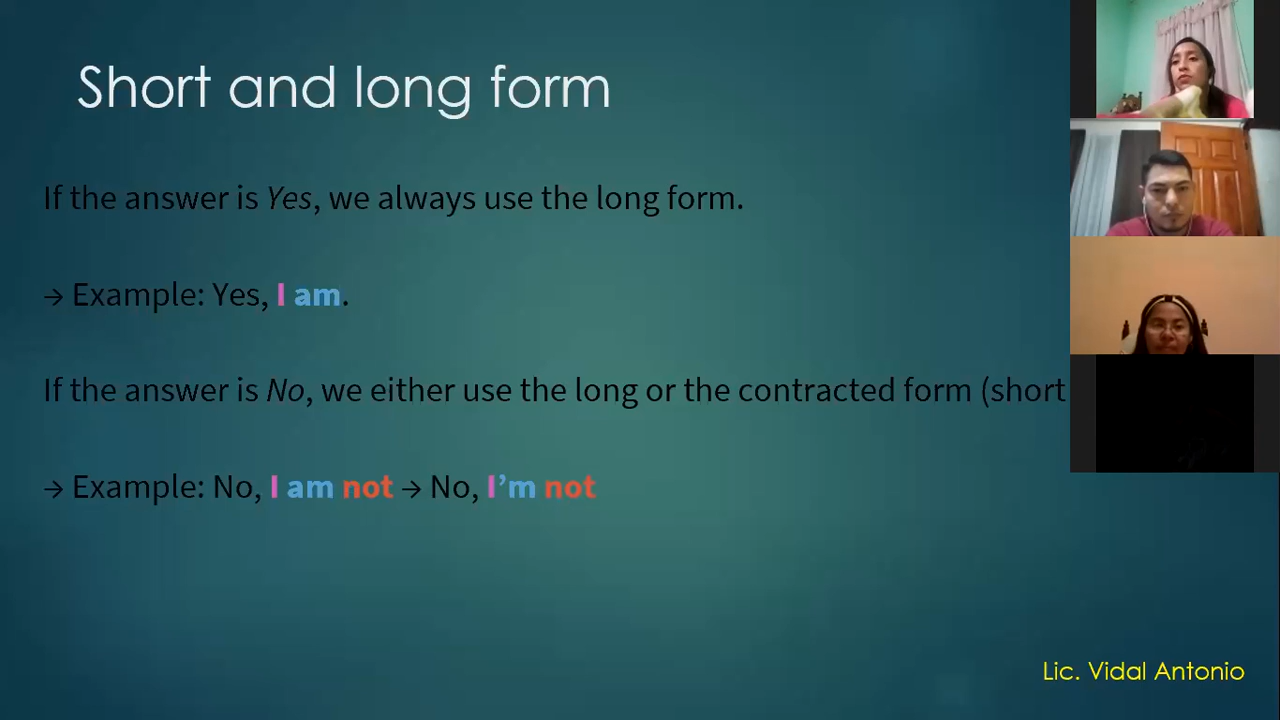 Short and long form
If the answer is Yes, we always use the long form.
→ Example: Yes, I am.
If the answer is No, we either use the long or the contracted form (short
→ Example: No, I am not → No, I’m not
Lic. Vidal Antonio